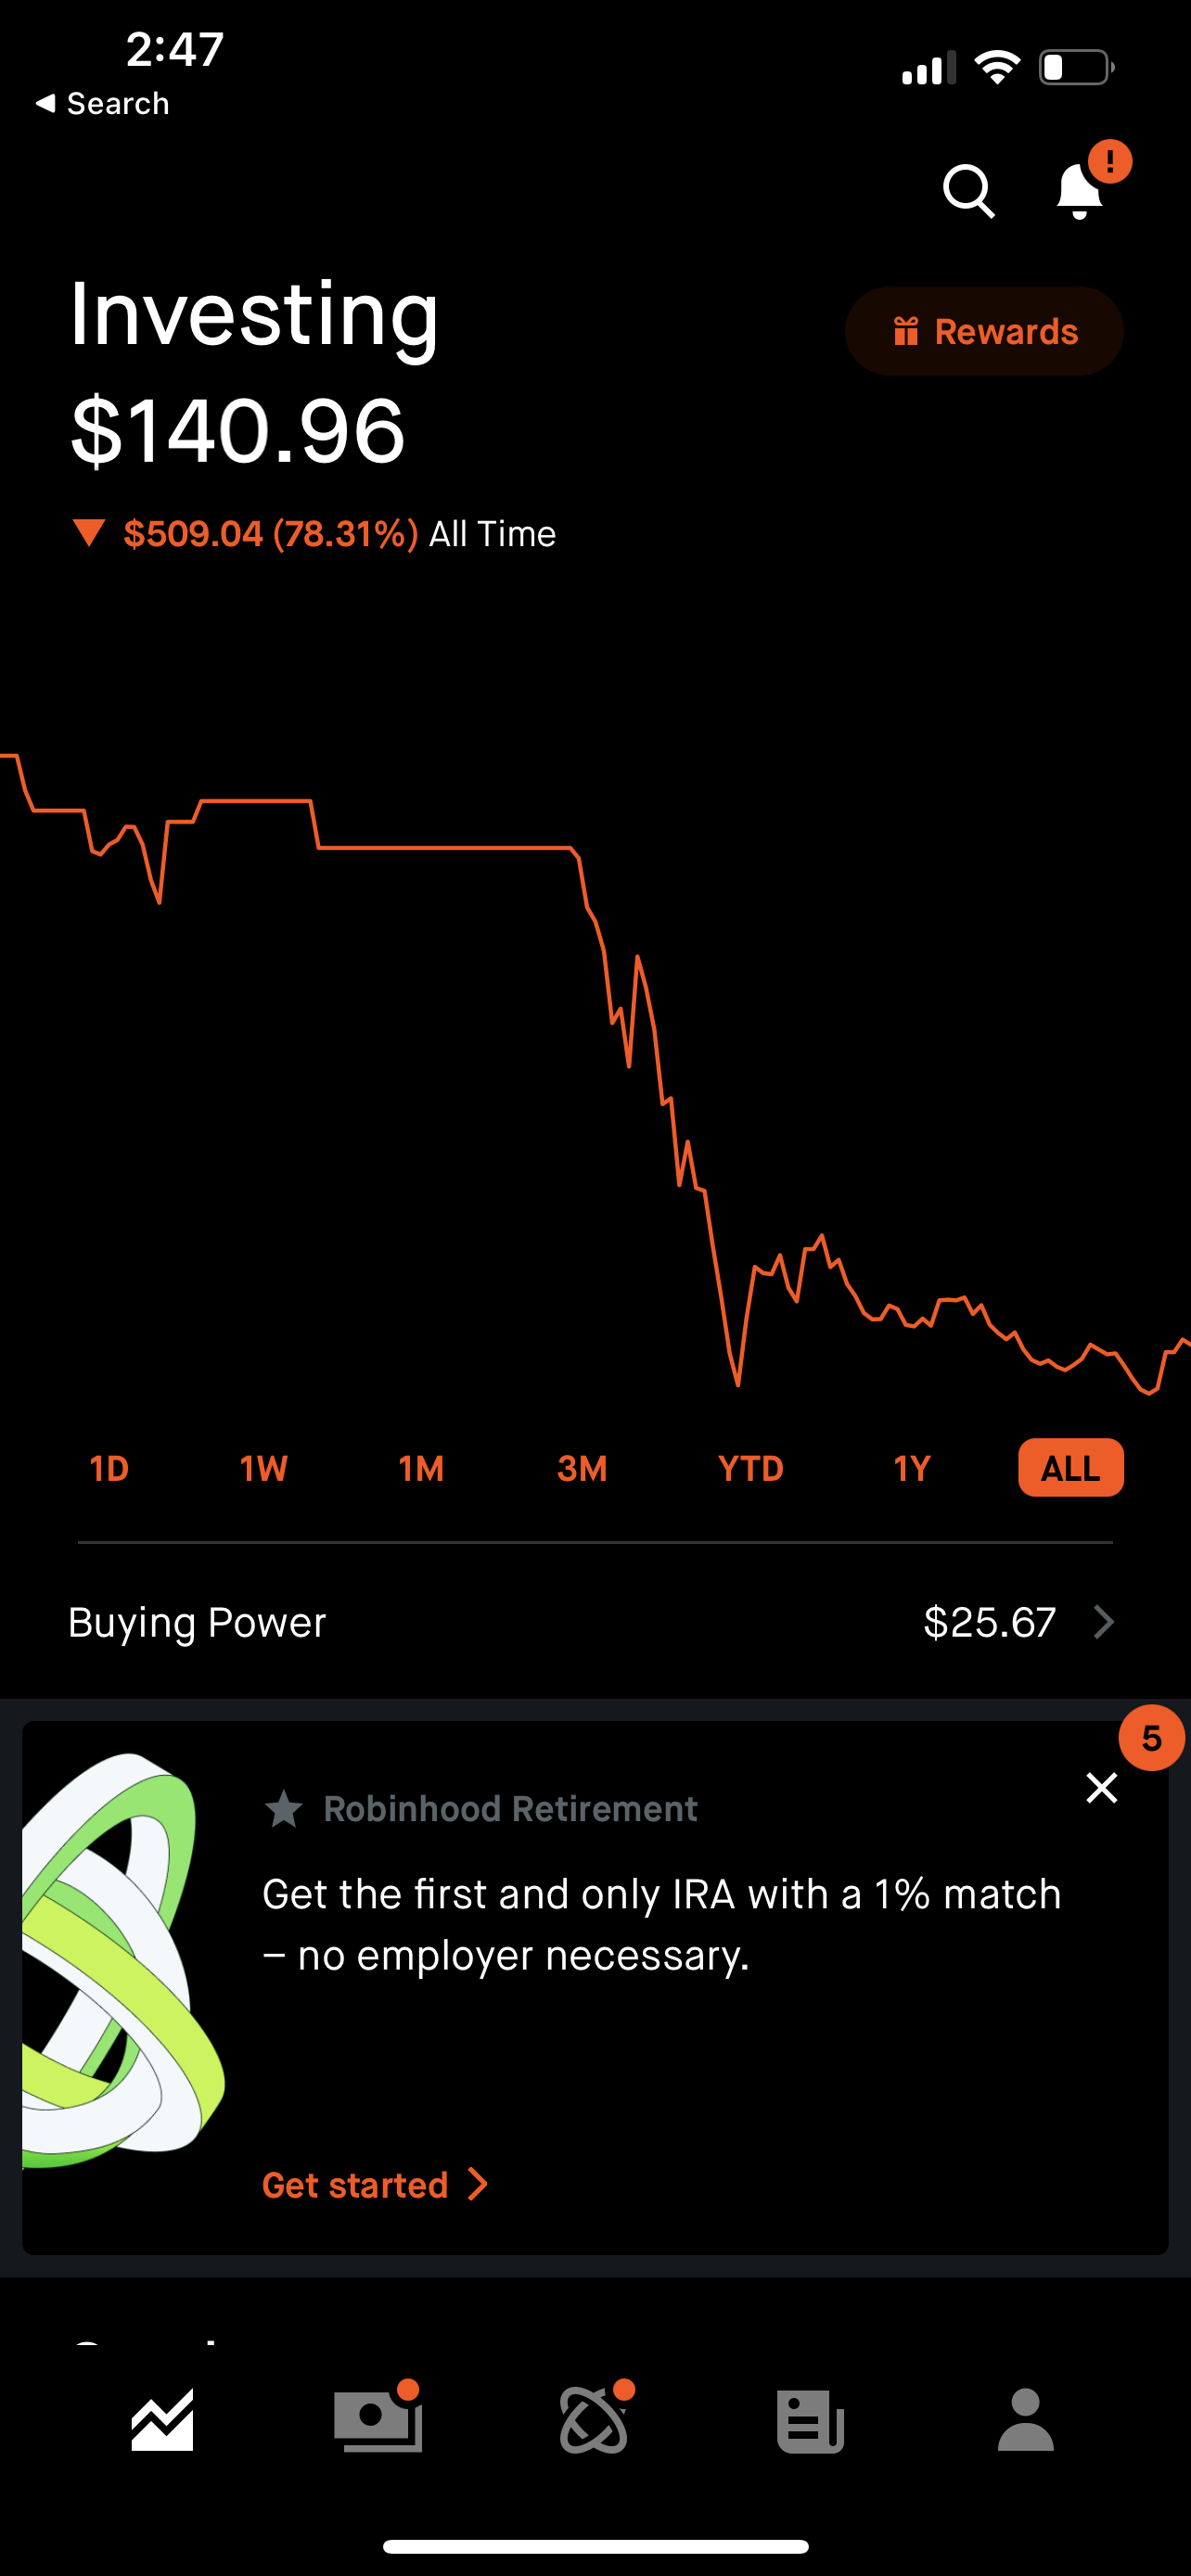 2:47
◀ Search
!
Investing
Rewards
$140.96
▼ $509.04 (78.31%) All Time
1D 1W 1M 3M YTD 1Y ALL
Buying Power $25.67
5
Robinhood Retirement
Get the first and only IRA with a 1% match
– no employer necessary.
Get started